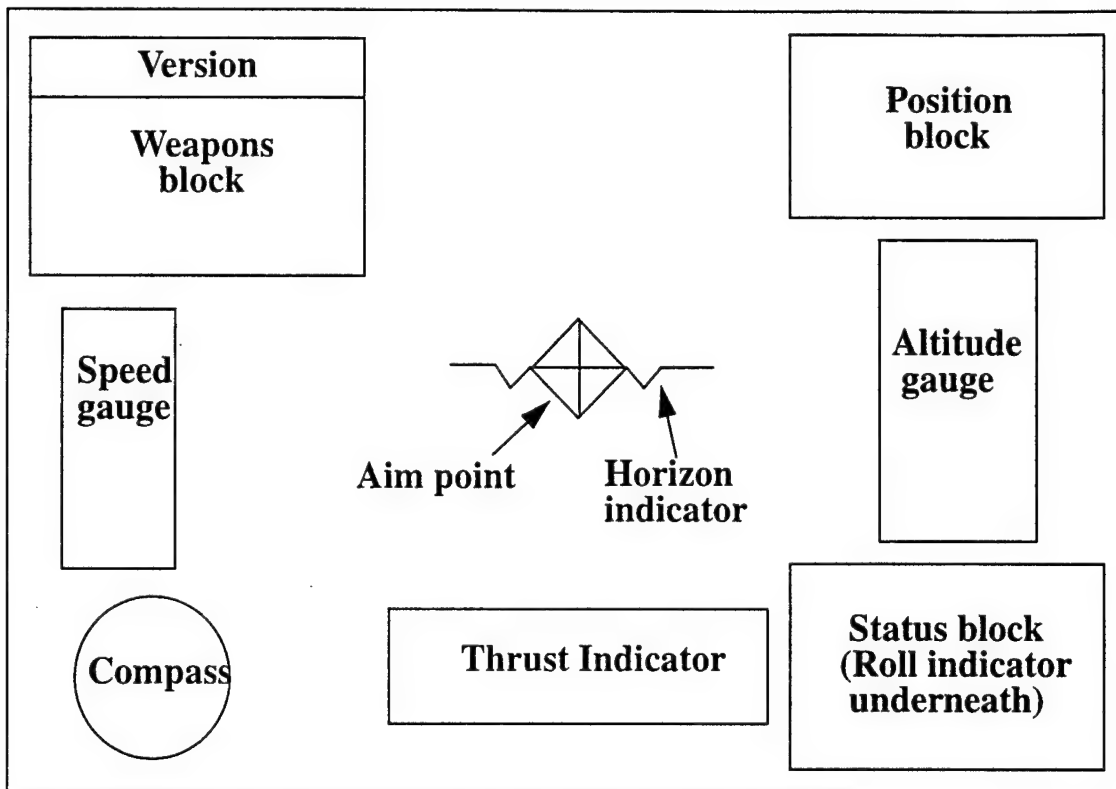 Version
Weapons
block
Position
block
Speed
gauge
Altitude
gauge
Aim point
Horizon
indicator
Compass
Thrust Indicator
Status block
(Roll indicator
underneath)